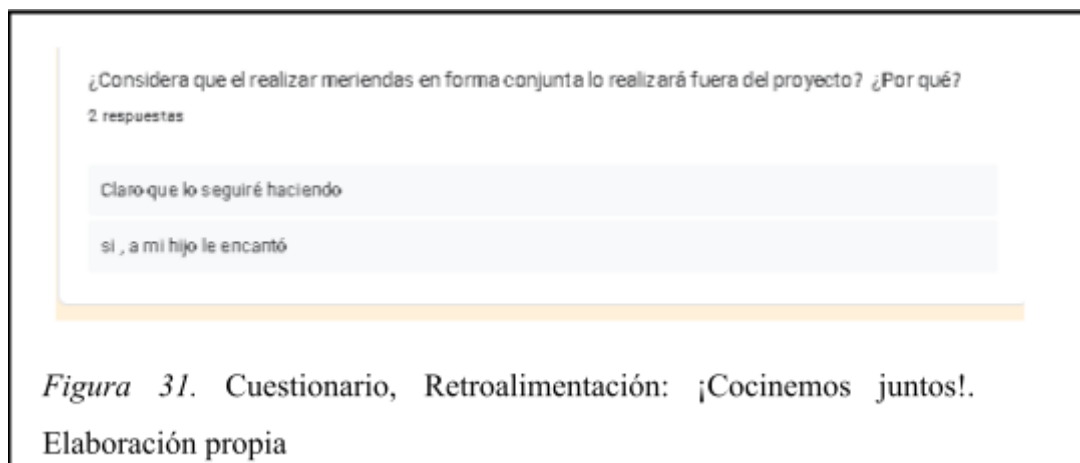 ¿Considera que el realizar meriendas en forma conjunta lo realizará fuera del proyecto? ¿Por qué?
2 respuestas
Claro que lo seguiré haciendo
si , a mi hijo le encantó
Figura 31. Cuestionario, Retroalimentación: ¡Cocinemos juntos!.
Elaboración propia